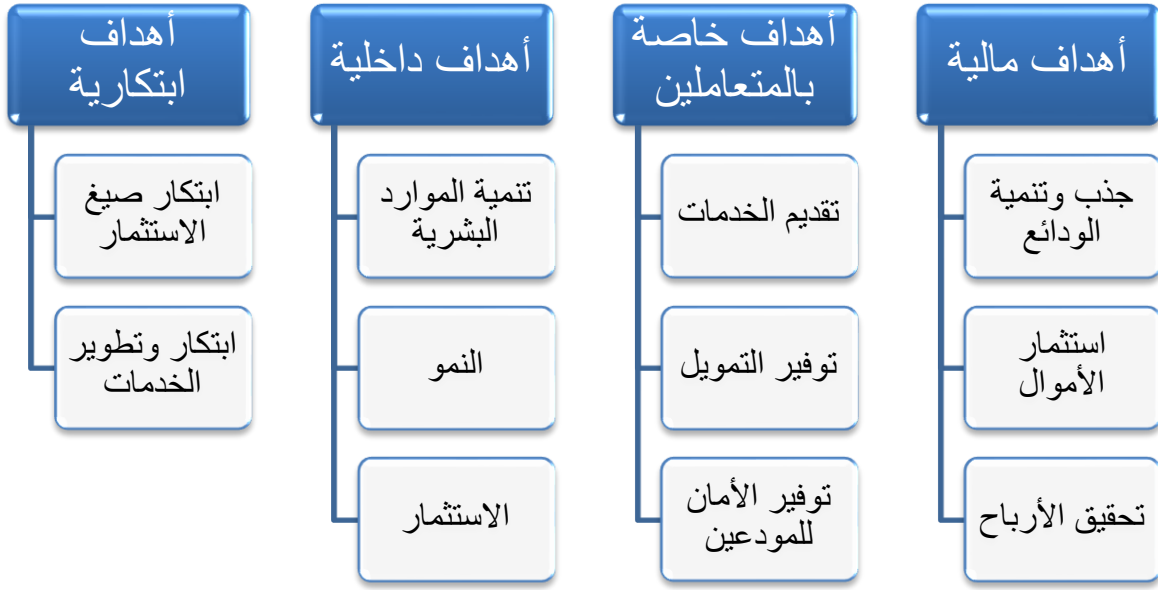 أهداف مالية
جذب وتنمية
الودائع
استثمار
الأموال
تحقيق الأرباح
أهداف خاصة
بالمتعاملين
تقديم الخدمات
توفير التمويل
توفير الأمان
للمودعين
أهداف داخلية
تنمية الموارد
البشرية
النمو
الاستثمار
أهداف
ابتكارية
ابتكار صيغ
الاستثمار
ابتكار وتطوير
الخدمات